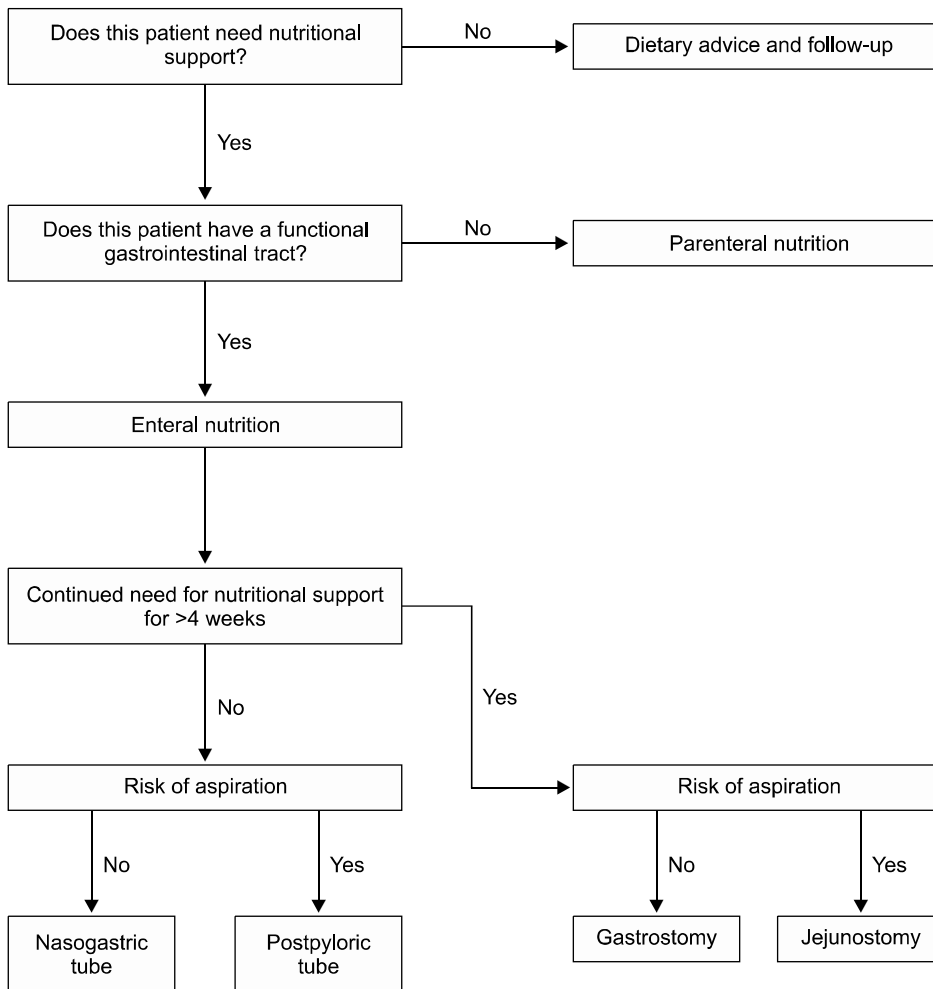 Does this patient need nutritional
support?
No
Dietary advice and follow-up
Yes
Does this patient have a functional
gastrointestinal tract?
No
Parenteral nutrition
Yes
Enteral nutrition
Continued need for nutritional support
for >4 weeks
No
Yes
Risk of aspiration
Risk of aspiration
No
Yes
No
Yes
Nasogastric
tube
Postpyloric
tube
Gastrostomy
Jejunostomy